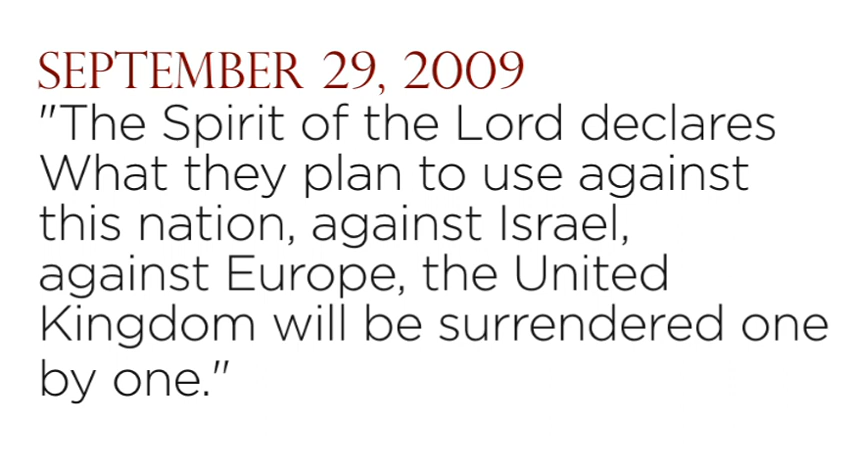 SEPTEMBER 29, 2009
"The Spirit of the Lord declares
What they plan to use against
this nation, against Israel,
against Europe, the United
Kingdom will be surrendered one
by one."